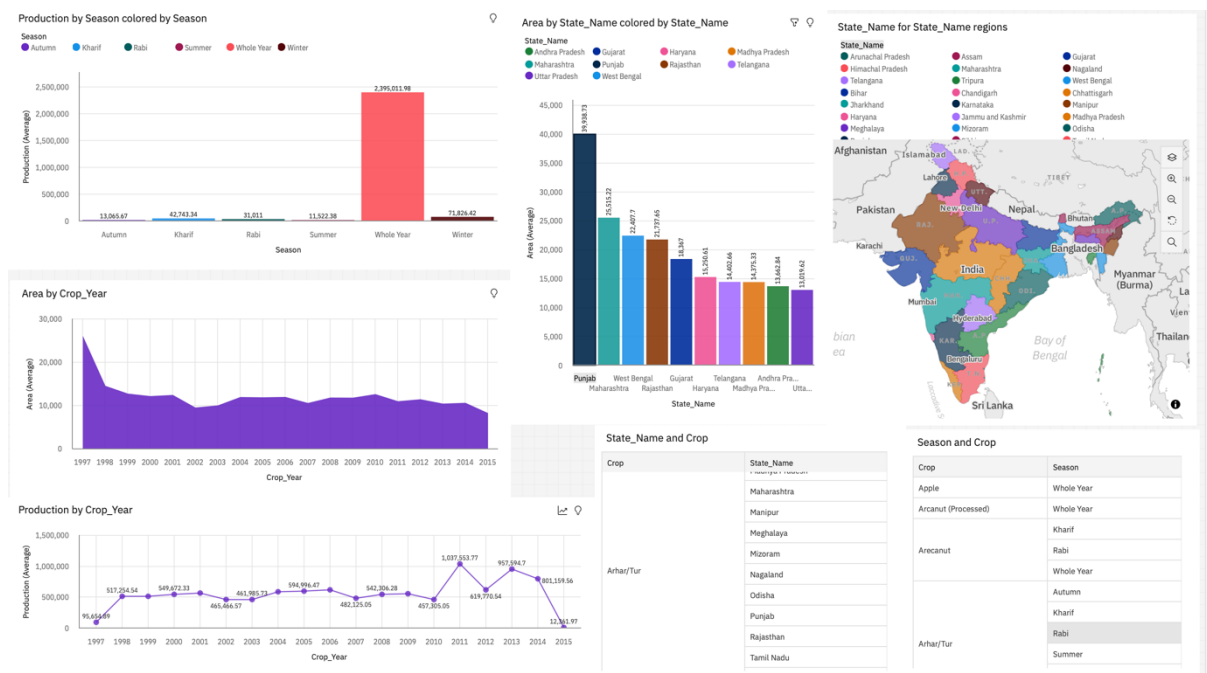 Production by Season colored by Season
Season
Autumn Kharif Rabi Summer Whole Year Winter
Production (Average)
2,500,000
2,000,000
1,500,000
1,000,000
500,000
0
13,065.67
42,743.34
31,011
11,522.38
2,395,011.98
71,826.42
Autumn Kharif Rabi Summer Whole Year Winter
Season
Area by Crop_Year
Area (Average)
30,000
20,000
10,000
0
1997 1998 1999 2000 2001 2002 2003 2004 2005 2006 2007 2008 2009 2010 2011 2012 2013 2014 2015
Crop_Year
Production by Crop_Year
Production (Average)
1,500,000
1,000,000
500,000
0
517,254.54
549,672.33
465,466.57
461,985.73
594,996.47
482,125.05
542,306.28
457,305.05
1,037,553.77
619,770.54
957,594.7
801,159.56
1997 1998 1999 2000 2001 2002 2003 2004 2005 2006 2007 2008 2009 2010 2011 2012 2013 2014 2015
Crop_Year
Area by State_Name colored by State_Name
State_Name
Andhra Pradesh Gujarat Haryana Madhya Pradesh
Maharashtra Punjab Rajasthan Telangana
Uttar Pradesh West Bengal
Area (Average)
45,000
40,000
35,000
30,000
25,000
20,000
15,000
10,000
5,000
0
39,938.73
25,515.22
22,407.7
21,737.65
18,367
15,250.61
14,402.66
14,375.33
13,662.84
13,019.62
Punjab West Bengal Gujarat Telangana Andhra Pra...
Maharashtra Rajasthan Haryana Madhya Pra... Utta...
State_Name
State_Name for State_Name regions
State_Name
Arunachal Pradesh Assam Gujarat
Himachal Pradesh Maharashtra Nagaland
Telangana Tripura West Bengal
Bihar Chandigarh Chhattisgarh
Jharkhand Karnataka Manipur
Haryana Jammu and Kashmir Madhya Pradesh
Meghalaya Mizoram Odisha
Afghanistan
Islamabad
LAD.
Lahore
TIBET
UTT.
Pakistan
New Delhi
Nepal
RAJ.
U.P.
Bhutan
A.P.
ASSAM
Karachi
GUJ.
Bangladesh
India
Myanmar
(Burma)
La
Mumbai
ODI.
Hyderabad
Vien
bian
ea
KAR.
Bay of
Bengal
Thailan
Bengaluru
Sri Lanka
State_Name and Crop
Crop State_Name
Madhya Pradesh
Maharashtra
Manipur
Meghalaya
Mizoram
Arhar/Tur
Nagaland
Odisha
Punjab
Rajasthan
Tamil Nadu
Season and Crop
Crop Season
Apple Whole Year
Arcanut (Processed) Whole Year
Arecanut
Kharif
Rabi
Whole Year
Arhar/Tur
Autumn
Kharif
Rabi
Summer